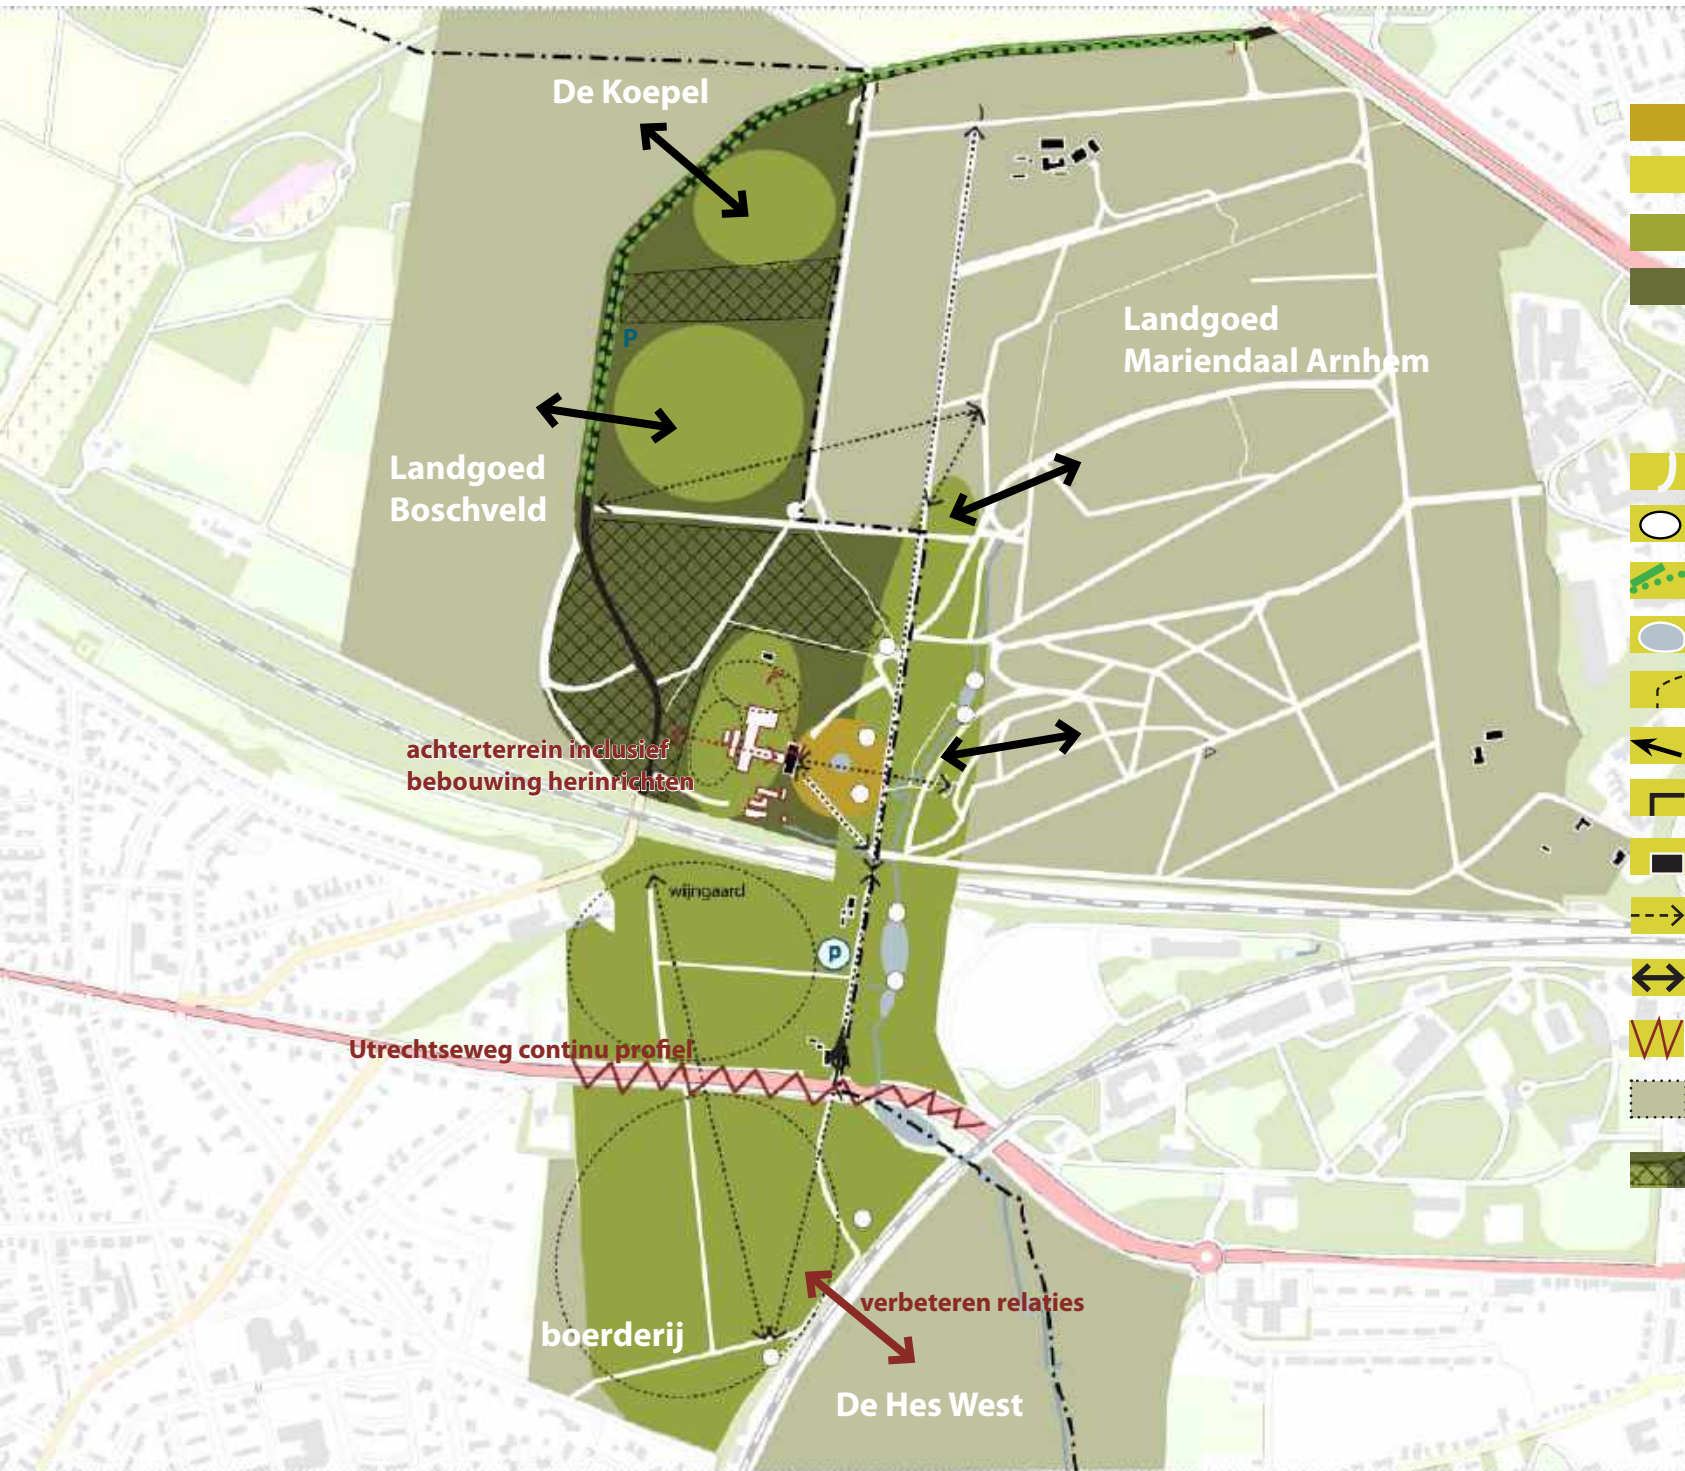 De Koepel
Landgoed
Mariendaal Arnhem
P
Landgoed
Boschveld
achterterrein inclusief
bebouwing herinrichten
wijngaard
P
Utrechtseweg continu profiel
verbeteren relaties
boerderij
De Hes West